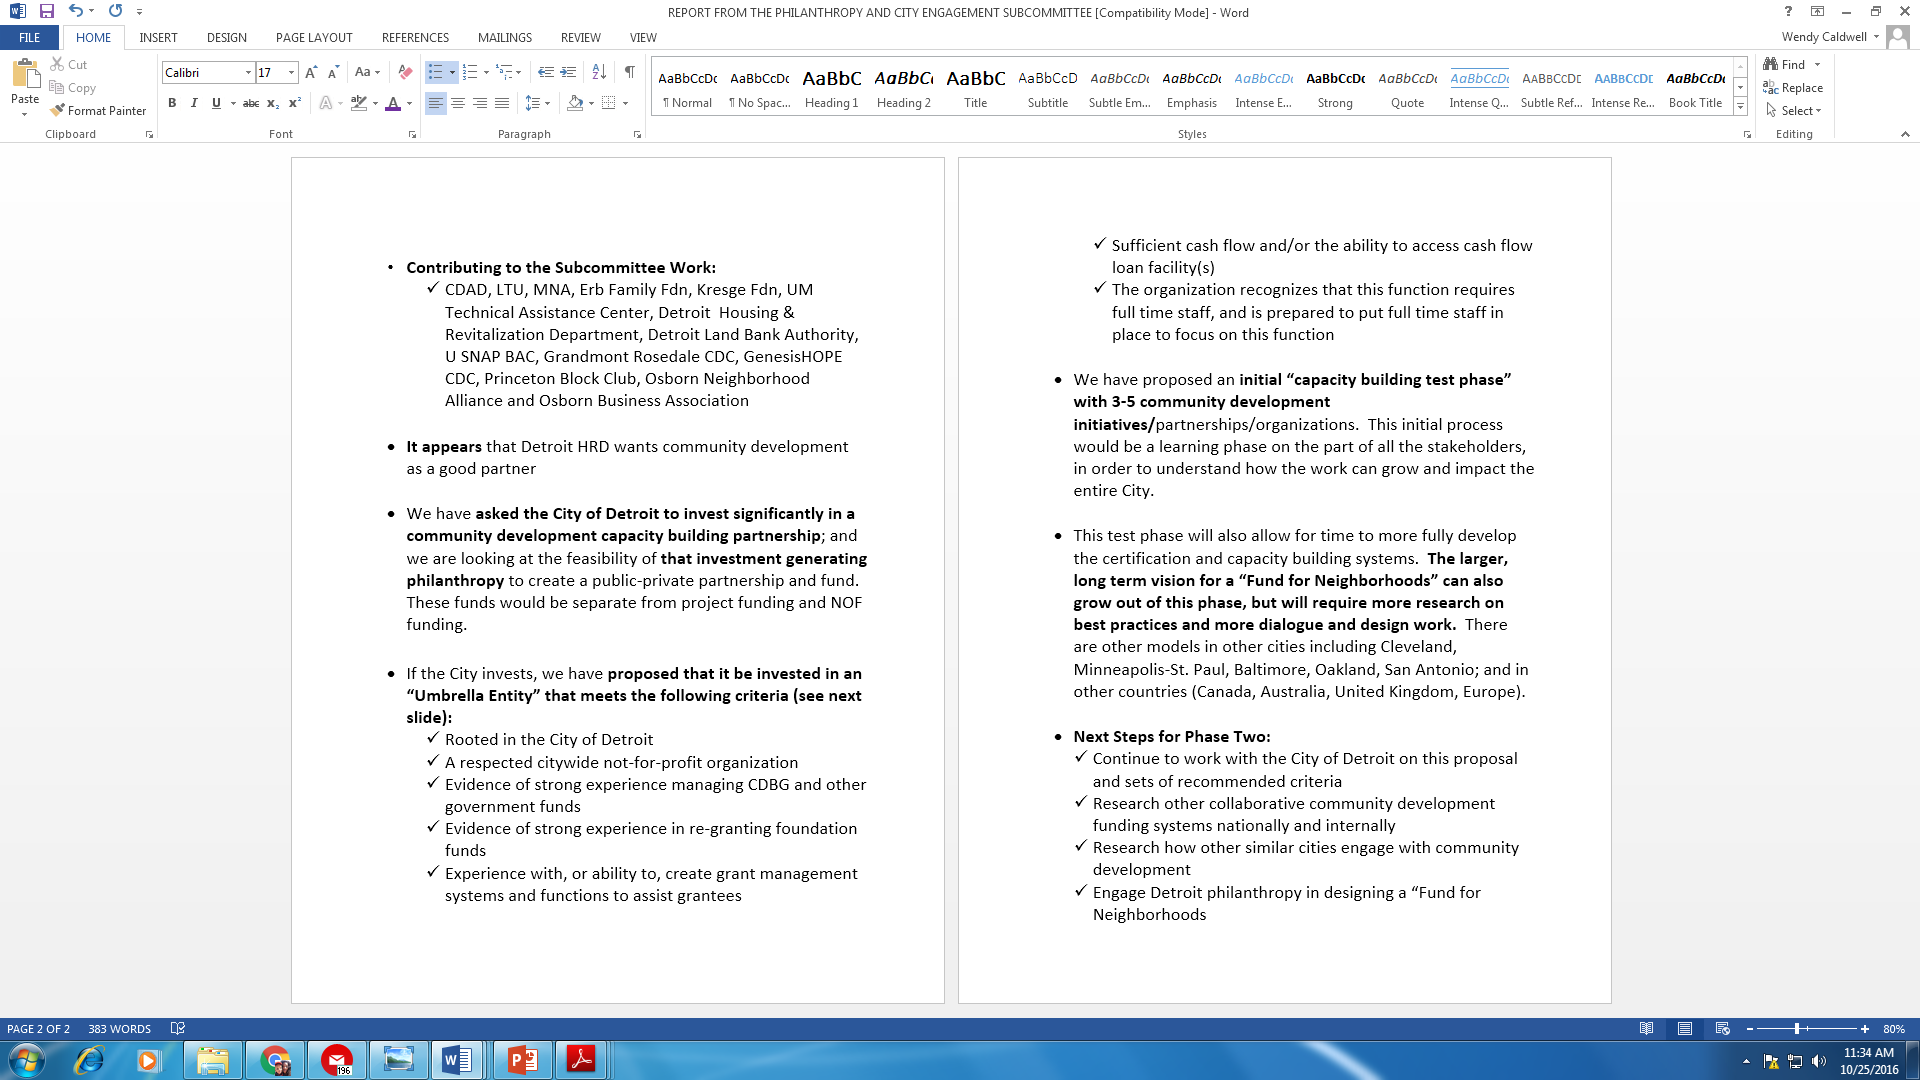 REPORT FROM THE PHILANTHROPY AND CITY ENGAGEMENT SUBCOMMITTEE [Compatibility Mode] - Word
FILE HOME INSERT DESIGN PAGE LAYOUT REFERENCES MAILINGS REVIEW VIEW
Wendy Caldwell
Paste
Cut
Copy
Format Painter
Clipboard
Calibri 17
Font
Paragraph
AaBbCcDc AaBbCcDc AaBbC AaBbCc AaBbC AaBbCcD AaBbCcDc AaBbCcDc AaBbCcDc AaBbCcDc AaBbCcDc AaBbCcDc AABBCCDE AABBCCDE AaBbCcDc
¶ Normal ¶ No Spac... Heading 1 Heading 2 Title Subtitle Subtle Em... Emphasis Intense E... Strong Quote Intense Q... Subtle Ref... Intense Re... Book Title
Styles
Find
Replace
Select
Editing
• Contributing to the Subcommittee Work:
✓ CDAD, LTU, MNA, Erb Family Fdn, Kresge Fdn, UM
Technical Assistance Center, Detroit Housing &
Revitalization Department, Detroit Land Bank Authority,
U SNAP BAC, Grandmont Rosedale CDC, GenesisHOPE
CDC, Princeton Block Club, Osborn Neighborhood
Alliance and Osborn Business Association
• It appears that Detroit HRD wants community development
as a good partner
• We have asked the City of Detroit to invest significantly in a
community development capacity building partnership; and
we are looking at the feasibility of that investment generating
philanthropy to create a public-private partnership and fund.
These funds would be separate from project funding and NOF
funding.
• If the City invests, we have proposed that it be invested in an
“Umbrella Entity” that meets the following criteria (see next
slide):
✓ Rooted in the City of Detroit
✓ A respected citywide not-for-profit organization
✓ Evidence of strong experience managing CDBG and other
government funds
✓ Evidence of strong experience in re-granting foundation
funds
✓ Experience with, or ability to, create grant management
systems and functions to assist grantees
✓ Sufficient cash flow and/or the ability to access cash flow
loan facility(s)
✓ The organization recognizes that this function requires
full time staff, and is prepared to put full time staff in
place to focus on this function
• We have proposed an initial “capacity building test phase”
with 3-5 community development
initiatives/partnerships/organizations. This initial process
would be a learning phase on the part of all the stakeholders,
in order to understand how the work can grow and impact the
entire City.
• This test phase will also allow for time to more fully develop
the certification and capacity building systems. The larger,
long term vision for a “Fund for Neighborhoods” can also
grow out of this phase, but will require more research on
best practices and more dialogue and design work. There
are other models in other cities including Cleveland,
Minneapolis-St. Paul, Baltimore, Oakland, San Antonio; and in
other countries (Canada, Australia, United Kingdom, Europe).
• Next Steps for Phase Two:
✓ Continue to work with the City of Detroit on this proposal
and sets of recommended criteria
✓ Research other collaborative community development
funding systems nationally and internally
✓ Research how other similar cities engage with community
development
✓ Engage Detroit philanthropy in designing a “Fund for
Neighborhoods
PAGE 2 OF 2 383 WORDS
80%
196
11:34 AM
10/25/2016